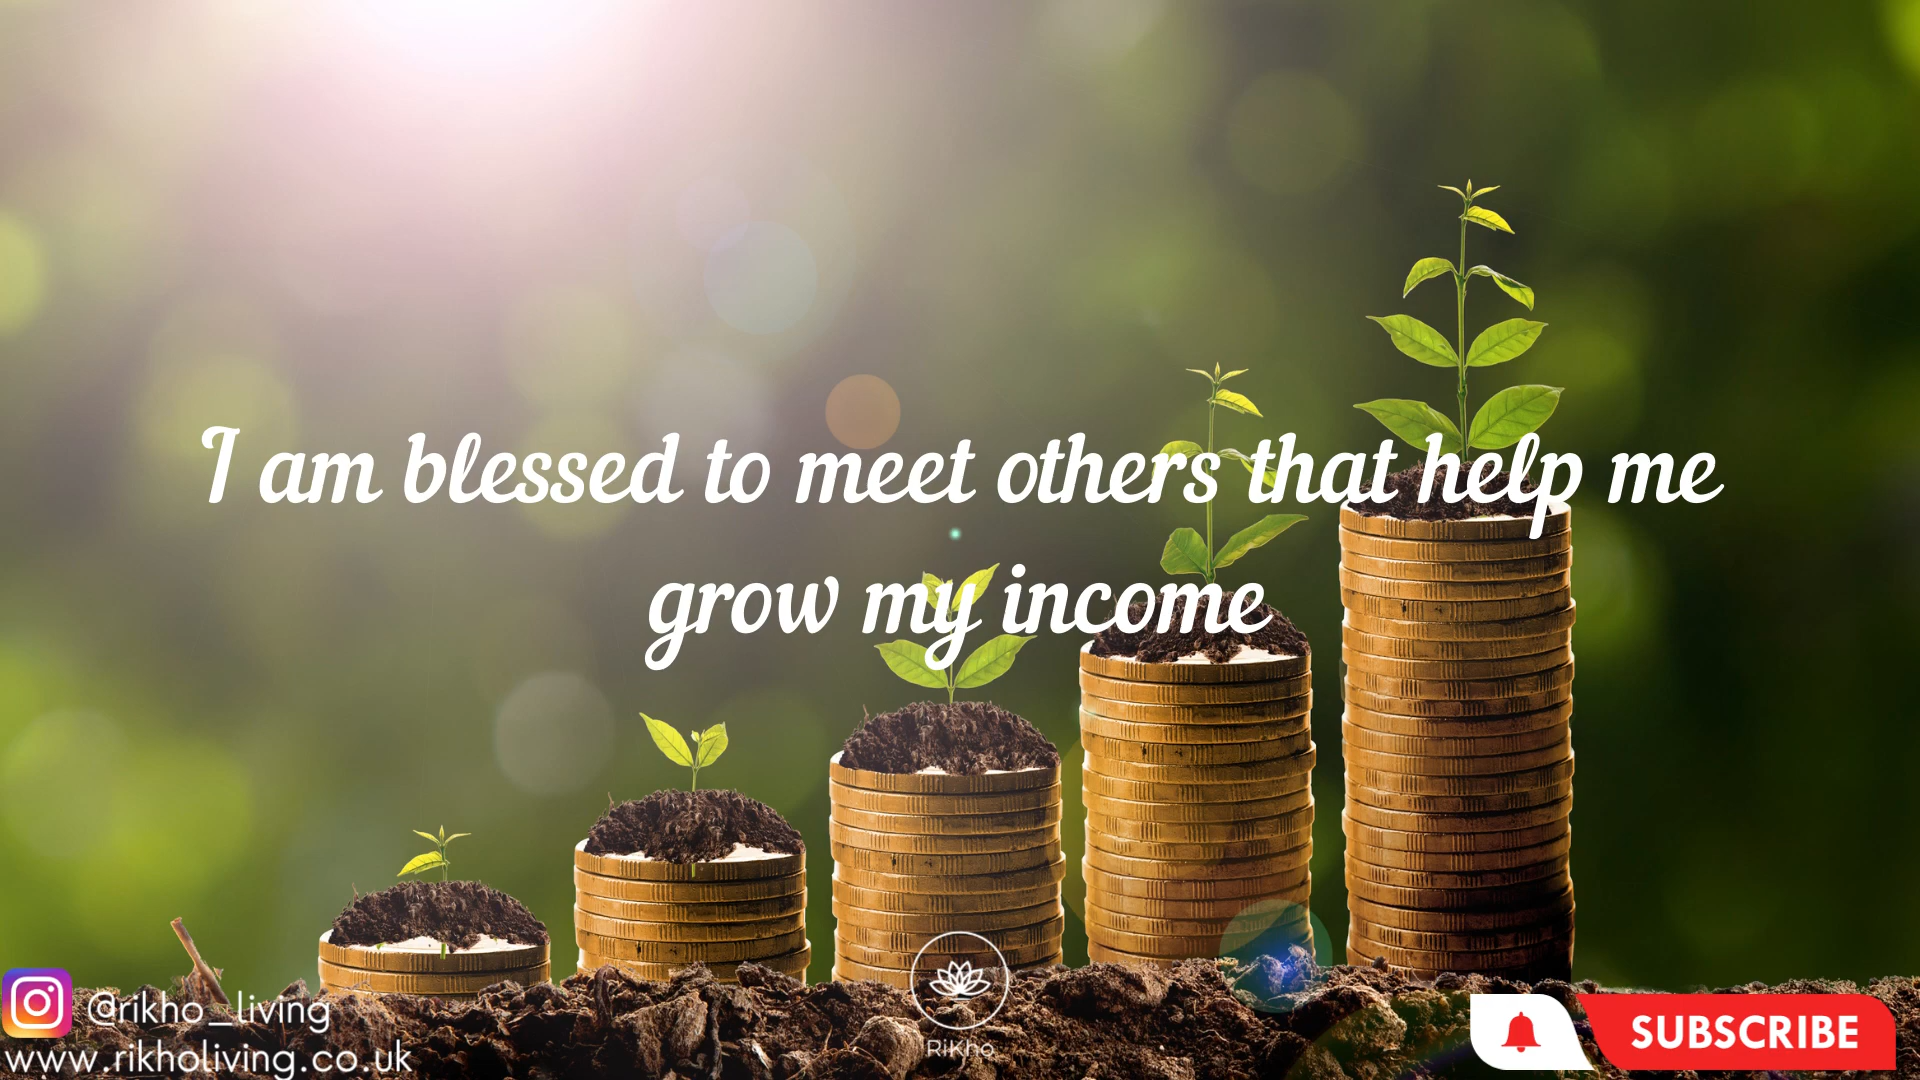 I am blessed to meet others that help me
grow my income
@rikho_living
www.rikholiving.co.uk
RiKho
SUBSCRIBE